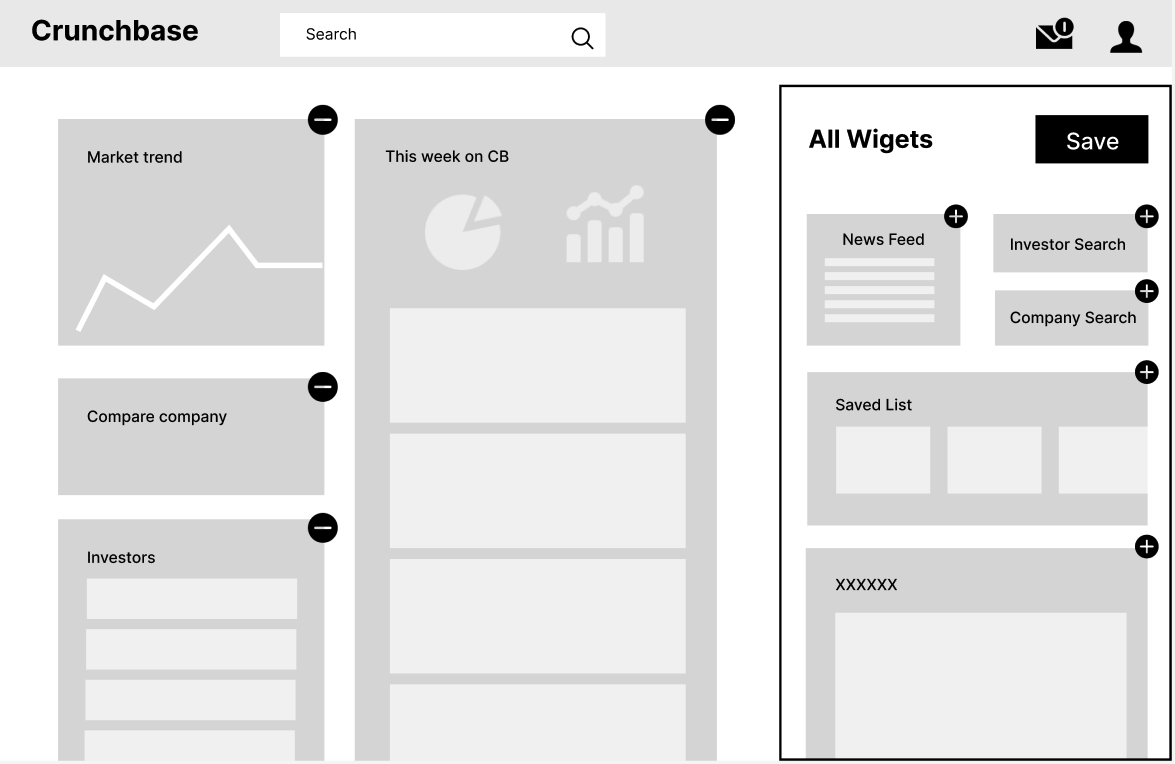 Crunchbase
Search
1
Market trend
This week on CB
Compare company
Investors
All Wigets
Save
News Feed
Investor Search
Company Search
Saved List
XXXXXX